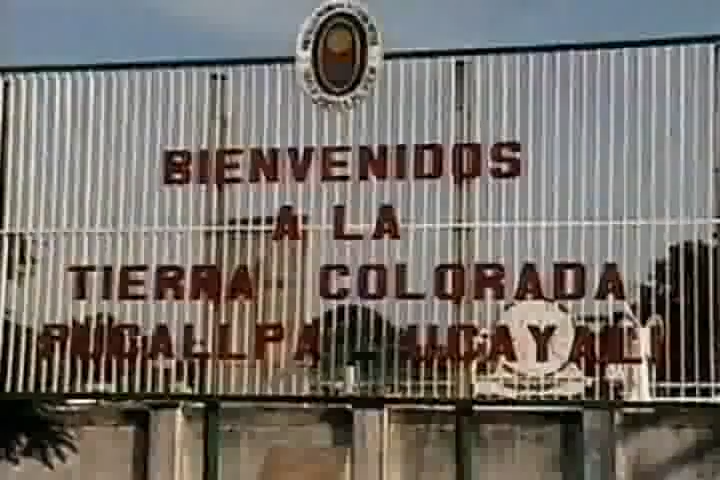 BIENVENIDOS
A LA
TIERRA COLORADA
PUCALLPA - UCAYALI